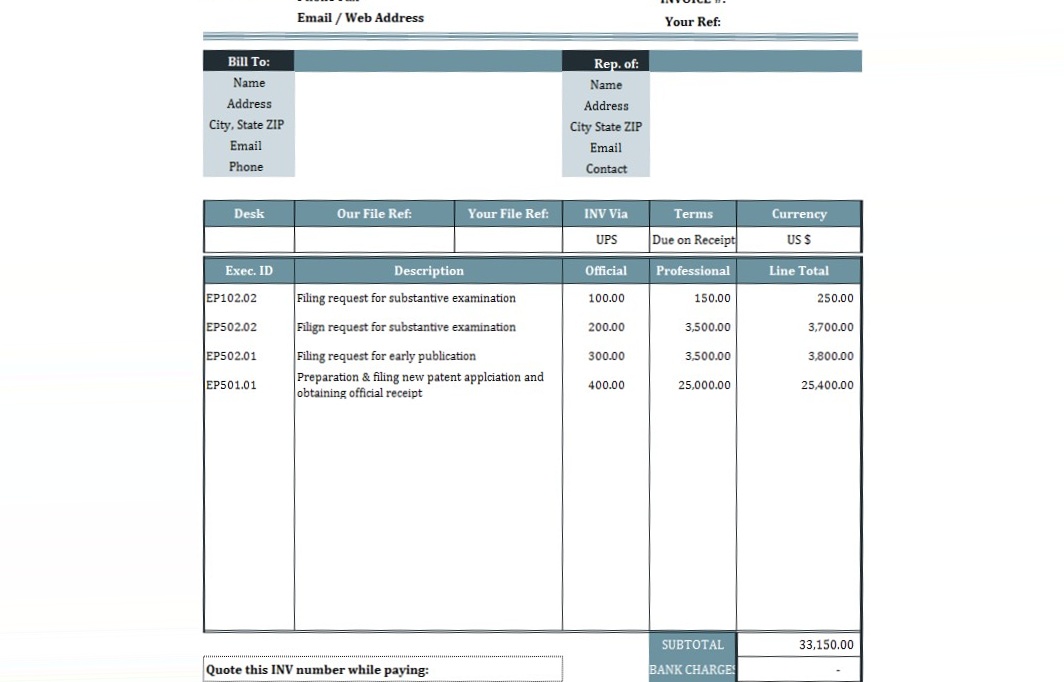 Email / Web Address
Your Ref:
Bill To: Rep. of:
Name Name
Address Address
City, State ZIP City State ZIP
Email Email
Phone Contact
Desk Our File Ref: Your File Ref: INV Via Terms Currency
UPS Due on Receipt US $
Exec. ID Description Official Professional Line Total
EP102.02 Filing request for substantive examination 100.00 150.00 250.00
EP502.02 Filign request for substantive examination 200.00 3,500.00 3,700.00
EP502.01 Filing request for early publication 300.00 3,500.00 3,800.00
EP501.01 Preparation & filing new patent applciation and 400.00 25,000.00 25,400.00
obtaining official receipt
SUBTOTAL 33,150.00
Quote this INV number while paying: BANK CHARGES -